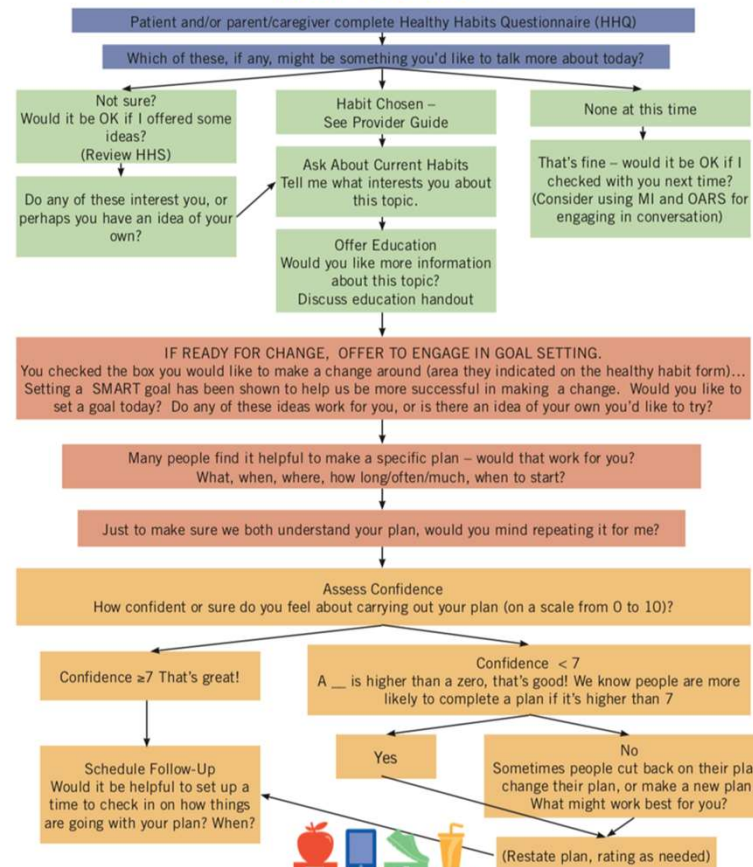 Patient and/or parent/caregiver complete Healthy Habits Questionnaire (HHQ)
Which of these, if any, might be something you'd like to talk more about today?
Not sure?
Would it be OK if I offered some
ideas?
(Review HHS)
Do any of these interest you, or
perhaps you have an idea of your
own?
Habit Chosen –
See Provider Guide
Ask About Current Habits
Tell me what interests you about
this topic.
Offer Education
Would you like more information
about this topic?
Discuss education handout
None at this time
That's fine – would it be OK if I
checked with you next time?
(Consider using MI and OARS for
engaging in conversation)
IF READY FOR CHANGE, OFFER TO ENGAGE IN GOAL SETTING.
You checked the box you would like to make a change around (area they indicated on the healthy habit form)...
Setting a SMART goal has been shown to help us be more successful in making a change. Would you like to
set a goal today? Do any of these ideas work for you, or is there an idea of your own you'd like to try?
Many people find it helpful to make a specific plan – would that work for you?
What, when, where, how long/often/much, when to start?
Just to make sure we both understand your plan, would you mind repeating it for me?
Assess Confidence
How confident or sure do you feel about carrying out your plan (on a scale from 0 to 10)?
Confidence ≥7 That's great!
Schedule Follow-Up
Would it be helpful to set up a
time to check in on how things
are going with your plan? When?
Confidence < 7
A __ is higher than a zero, that's good! We know people are more
likely to complete a plan if it's higher than 7
Yes
No
Sometimes people cut back on their pla
change their plan, or make a new plan
What might work best for you?
(Restate plan, rating as needed)